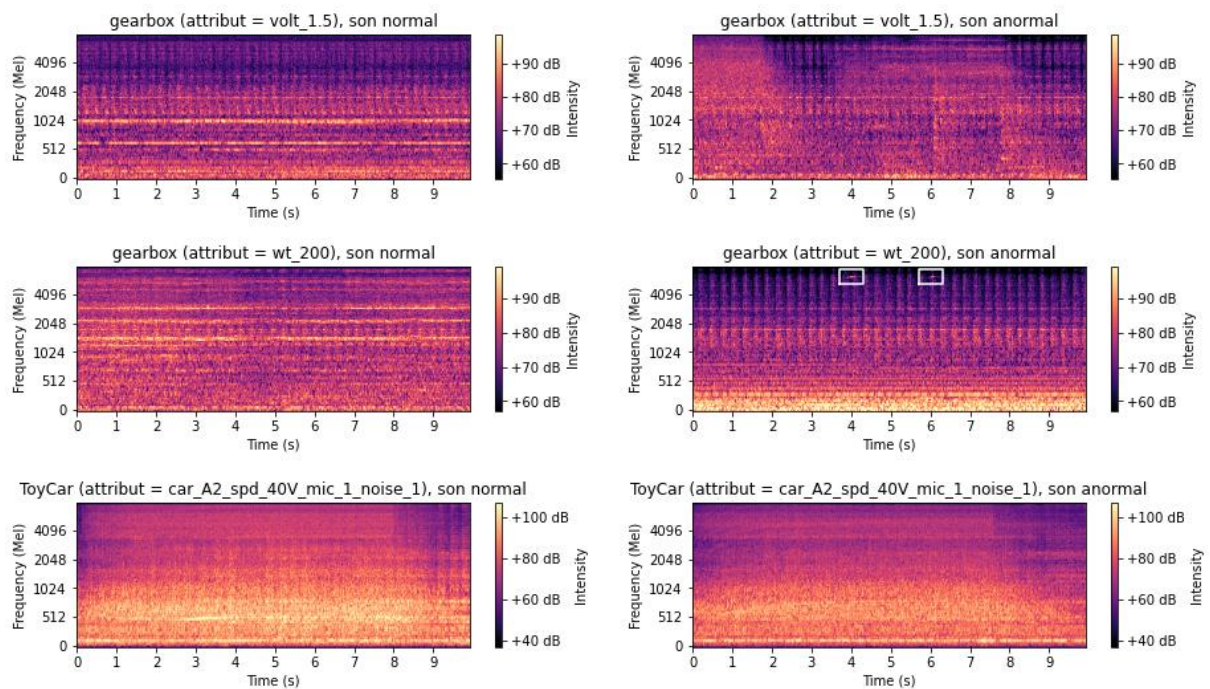 gearbox (attribut = volt_1.5), son normal
Frequency (Mel)
4096
2048
1024
512
0
0 1 2 3 4 5 6 7 8 9
Time (s)
+90 dB
+80 dB
+70 dB
+60 dB
Intensity
gearbox (attribut = volt_1.5), son anormal
Frequency (Mel)
4096
2048
1024
512
0
0 1 2 3 4 5 6 7 8 9
Time (s)
+90 dB
+80 dB
+70 dB
+60 dB
Intensity
gearbox (attribut = wt_200), son normal
Frequency (Mel)
4096
2048
1024
512
0
0 1 2 3 4 5 6 7 8 9
Time (s)
+90 dB
+80 dB
+70 dB
+60 dB
Intensity
gearbox (attribut = wt_200), son anormal
Frequency (Mel)
4096
2048
1024
512
0
0 1 2 3 4 5 6 7 8 9
Time (s)
+90 dB
+80 dB
+70 dB
+60 dB
Intensity
ToyCar (attribut = car_A2_spd_40V_mic_1_noise_1), son normal
Frequency (Mel)
4096
2048
1024
512
0
0 1 2 3 4 5 6 7 8 9
Time (s)
+100 dB
+80 dB
+60 dB
+40 dB
Intensity
ToyCar (attribut = car_A2_spd_40V_mic_1_noise_1), son anormal
Frequency (Mel)
4096
2048
1024
512
0
0 1 2 3 4 5 6 7 8 9
Time (s)
+100 dB
+80 dB
+60 dB
+40 dB
Intensity